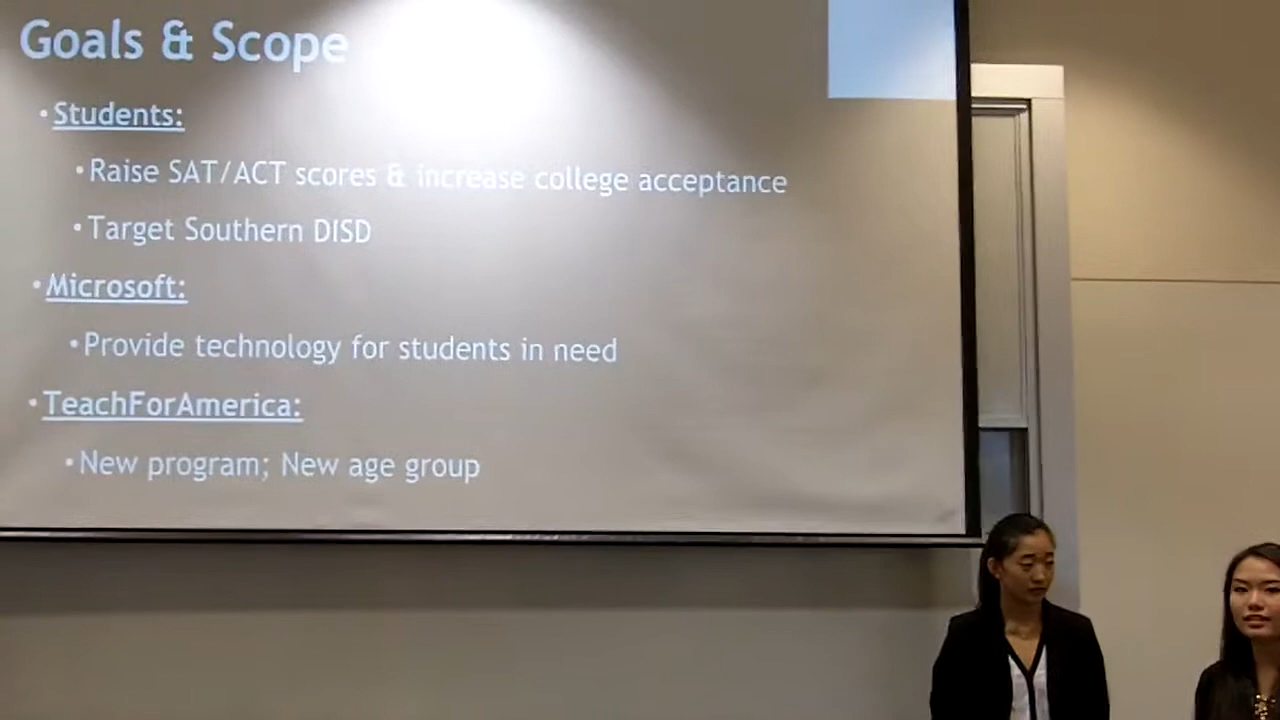 Goals & Scope
• Students:
• Raise SAT/ACT scores & increase college acceptance
• Target Southern DISD
• Microsoft:
• Provide technology for students in need
• TeachForAmerica:
• New program; New age group